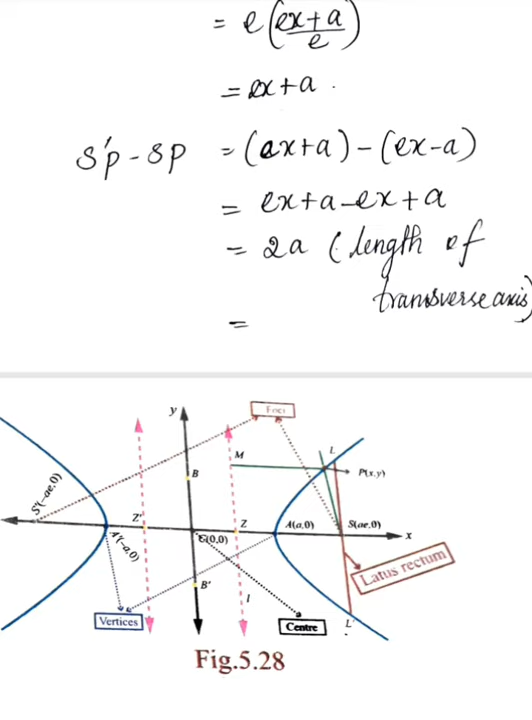 = e(ex+a/e)
= ex+a.
S'p - Sp = (ex+a) - (ex-a)
= ex+a-ex+a
= 2a (length of
transverse axis)
=
y
Foci
M
L
P(x,y)
B
S'(-ae,0)
Z'
Z
A(a,0)
S(ae,0)
A'(-a,0)
C(0,0)
x
B'
l
Latus rectum
Vertices
Centre
L'
Fig.5.28